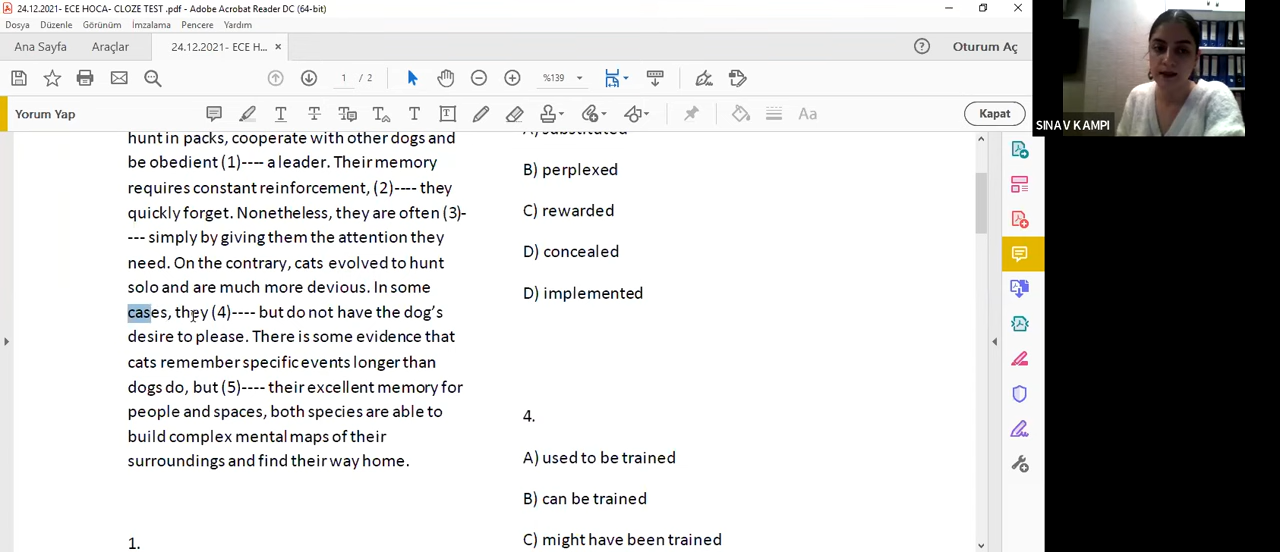 24.12.2021- ECE HOCA- CLOZE TEST .pdf - Adobe Acrobat Reader DC (64-bit)
Dosya Düzenle Görünüm İmzalama Pencere Yardım
Ana Sayfa Araçlar 24.12.2021- ECE H... × Oturum Aç
1 / 2 %139
Yorum Yap Aa Kapat
SINAV KAMPI
hunt in packs, cooperate with other dogs and
be obedient (1)---- a leader. Their memory
requires constant reinforcement, (2)---- they
quickly forget. Nonetheless, they are often (3)-
--- simply by giving them the attention they
need. On the contrary, cats evolved to hunt
solo and are much more devious. In some
cases, they (4)---- but do not have the dog's
desire to please. There is some evidence that
cats remember specific events longer than
dogs do, but (5)---- their excellent memory for
people and spaces, both species are able to
build complex mental maps of their
surroundings and find their way home.
1.
A) substituted
B) perplexed
C) rewarded
D) concealed
D) implemented
4.
A) used to be trained
B) can be trained
C) might have been trained